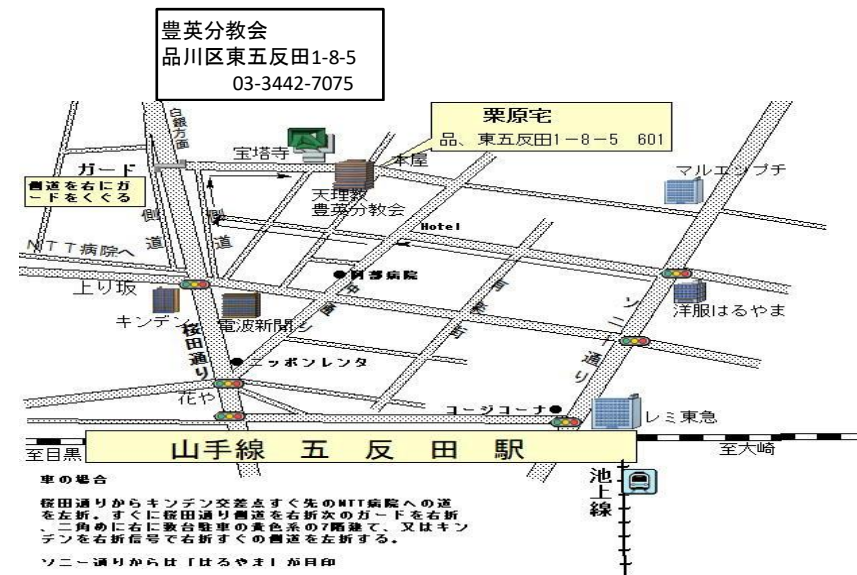 豊英分教会
品川区東五反田1-8-5
03-3442-7075
白銀方面
栗原宅
品、東五反田1−8−5 601
宝塔寺
本屋
ガード
マルエツプチ
側道を右にガ
ードをくぐる
天理教
豊英分教会
側道
側道
Hotel
NTT病院へ
阿部病院
上り坂
キンデン
電波新聞シ
洋服はるやま
ソニー通り
桜田通り
ニッポンレンタ
花や
コージコーナ
レミ東急
山手線 五 反 田 駅
至目黒
至大崎
池上線
車の場合
桜田通りからキンデン交差点すぐ先のNTT病院への道
を左折。すぐに桜田通り側道を右折次のガードを右折
、二角めに右に数台駐車の黄色系の7階建て、又はキン
デンを右折信号で右折すぐの側道を左折する。
ソニー通りからは「はるやま」が目印